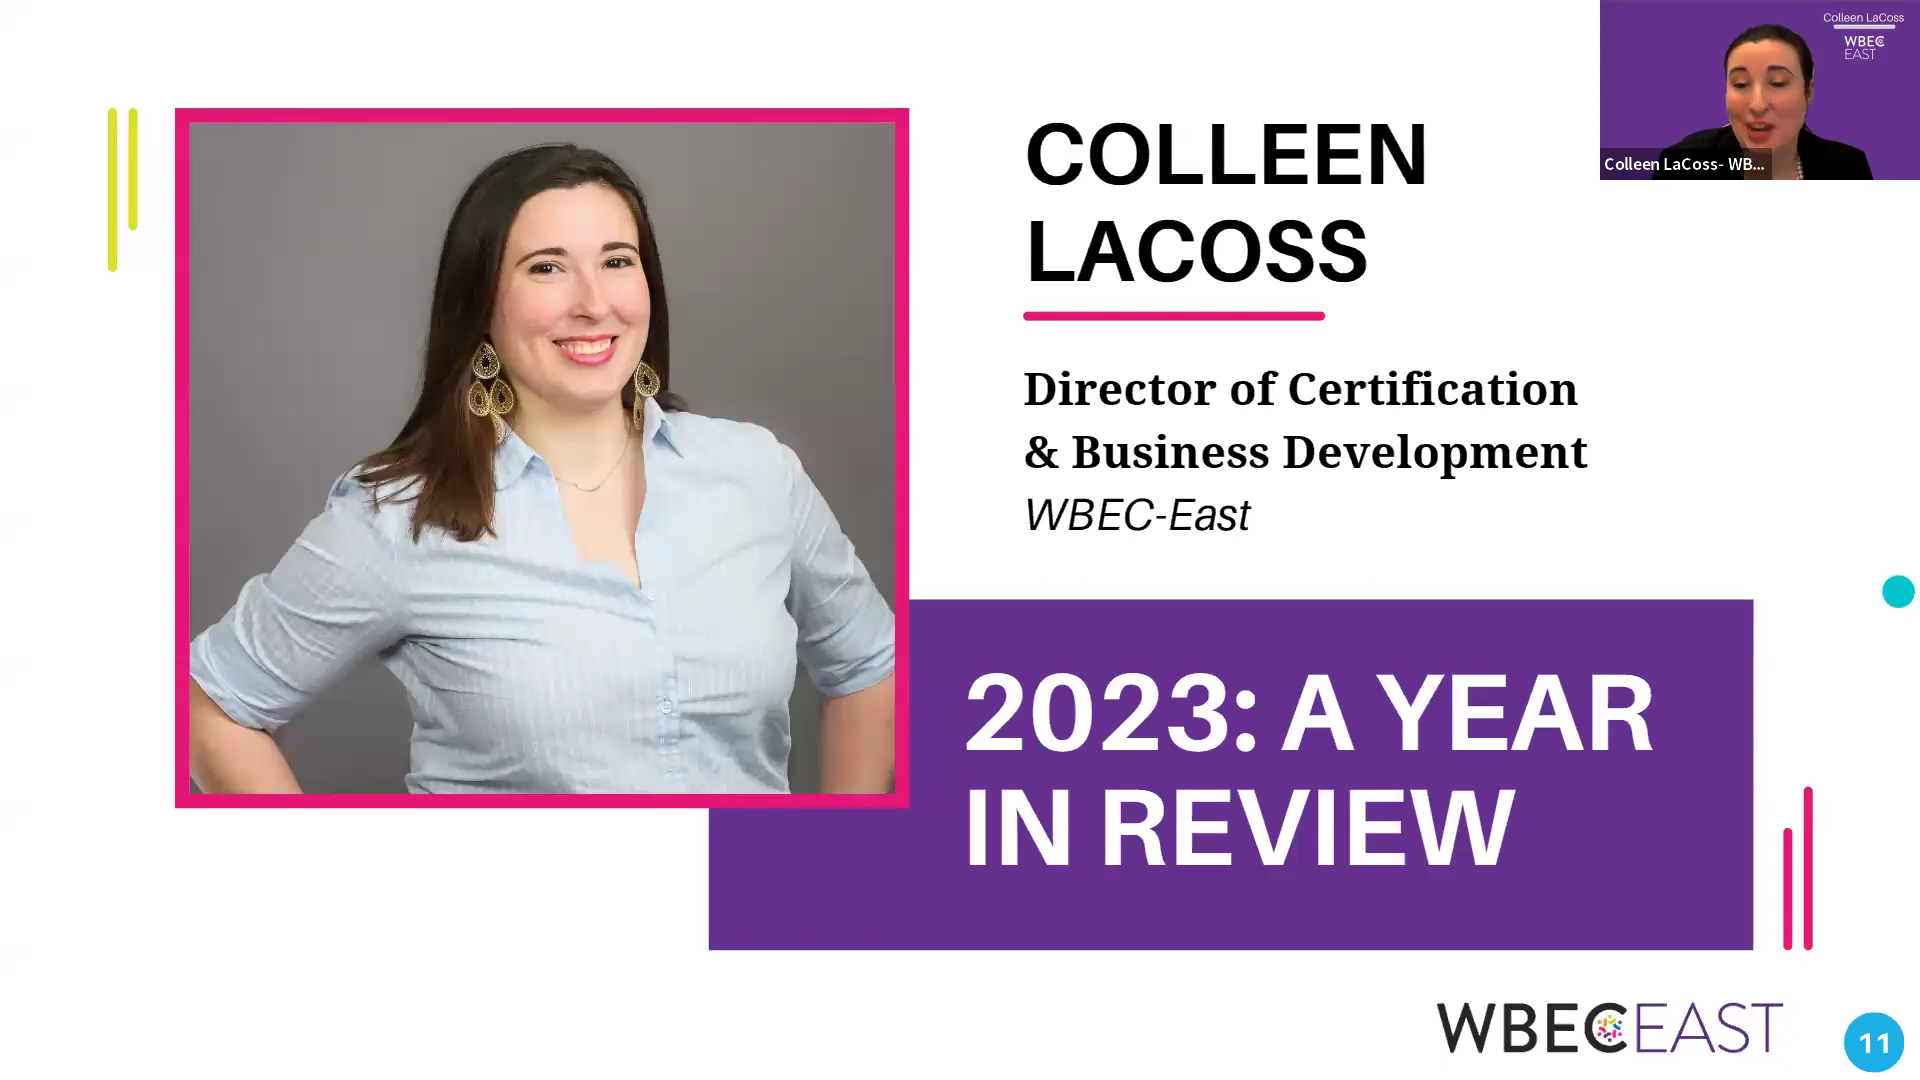 COLLEEN
LACOSS
Director of Certification
& Business Development
WBEC-East
2023: A YEAR
IN REVIEW
WBECEAST
11
Colleen LaCoss
WBEC
EAST
Colleen LaCoss- WB...